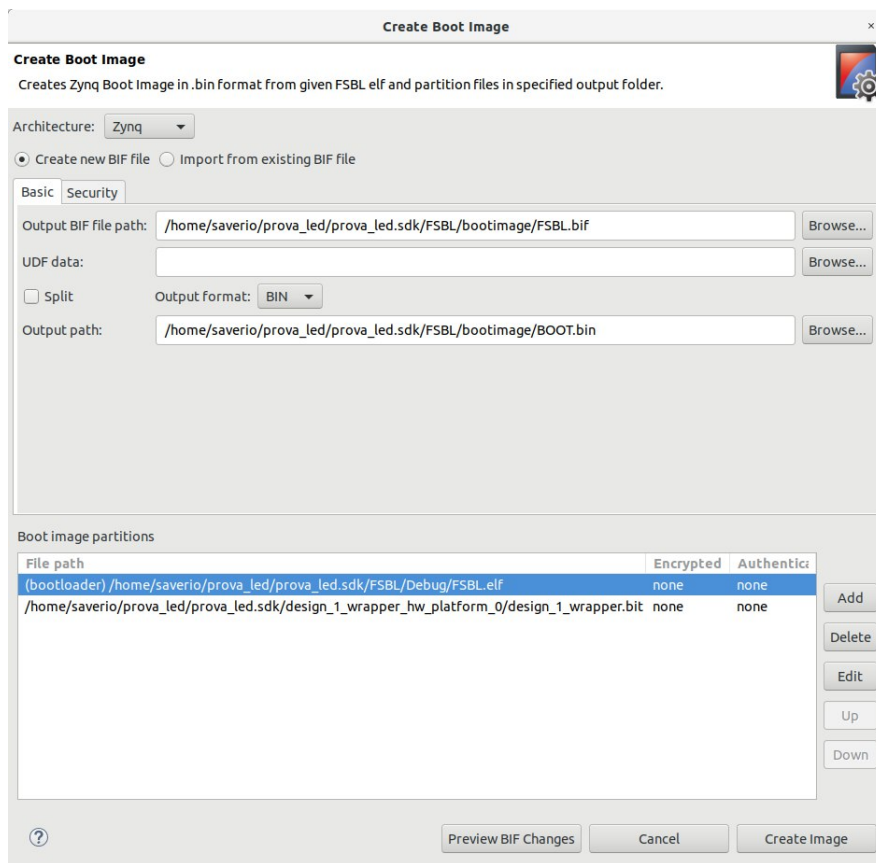 Create Boot Image
×
Create Boot Image
Creates Zynq Boot Image in .bin format from given FSBL elf and partition files in specified output folder.
Architecture: Zynq
Create new BIF file Import from existing BIF file
Basic Security
Output BIF file path: /home/saverio/prova_led/prova_led.sdk/FSBL/bootimage/FSBL.bif Browse...
UDF data: Browse...
Split Output format: BIN
Output path: /home/saverio/prova_led/prova_led.sdk/FSBL/bootimage/BOOT.bin Browse...
Boot image partitions
File path Encrypted Authentica
(bootloader) /home/saverio/prova_led/prova_led.sdk/FSBL/Debug/FSBL.elf none none
/home/saverio/prova_led/prova_led.sdk/design_1_wrapper_hw_platform_0/design_1_wrapper.bit none none
Add
Delete
Edit
Up
Down
? Preview BIF Changes Cancel Create Image